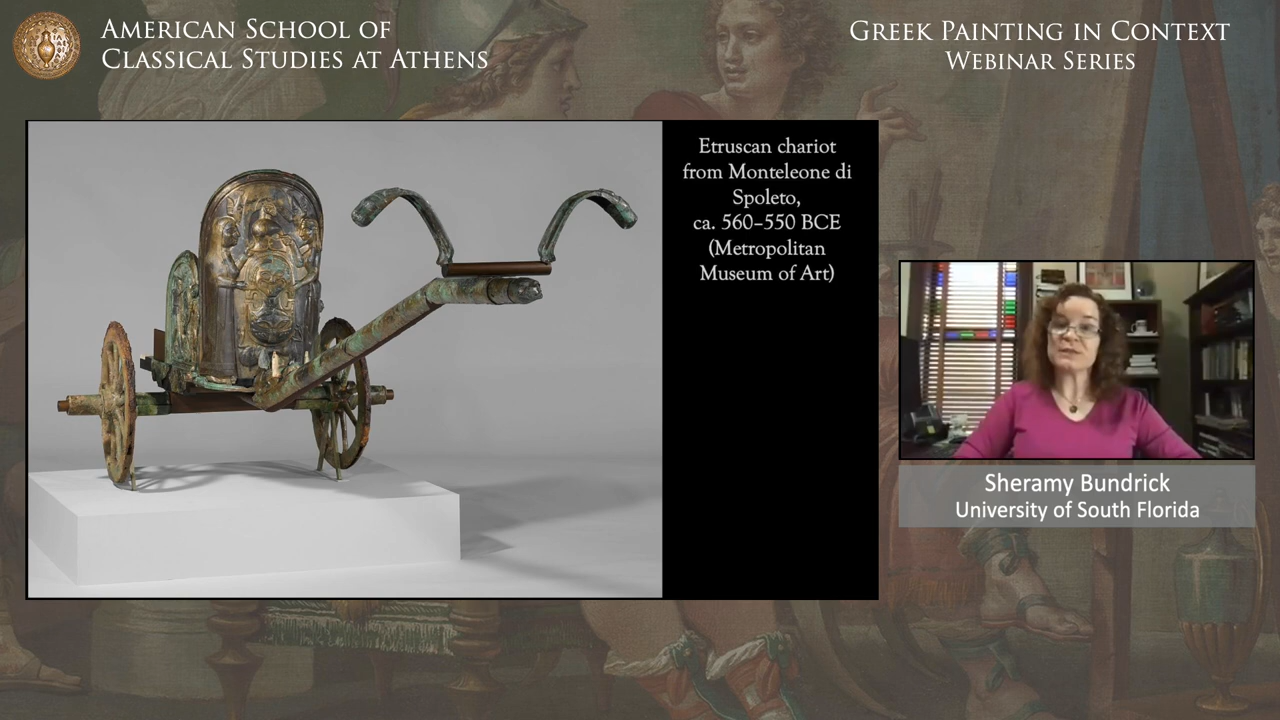 AMERICAN SCHOOL OF
CLASSICAL STUDIES AT ATHENS
GREEK PAINTING IN CONTEXT
WEBINAR SERIES
Etruscan chariot
from Monteleone di
Spoleto,
ca. 560–550 BCE
(Metropolitan
Museum of Art)
Sheramy Bundrick
University of South Florida